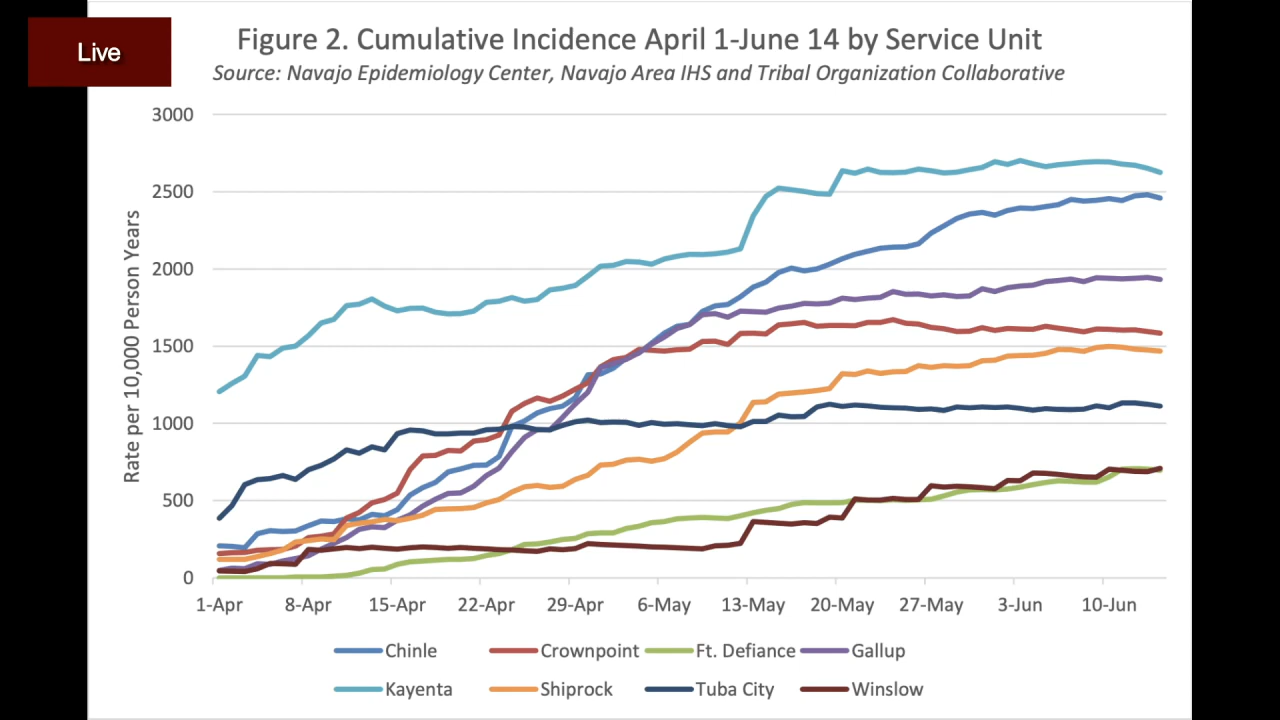 Live
Figure 2. Cumulative Incidence April 1-June 14 by Service Unit
Source: Navajo Epidemiology Center, Navajo Area IHS and Tribal Organization Collaborative
Rate per 10,000 Person Years
3000
2500
2000
1500
1000
500
0
1-Apr 8-Apr 15-Apr 22-Apr 29-Apr 6-May 13-May 20-May 27-May 3-Jun 10-Jun
Chinle Crownpoint Ft. Defiance Gallup
Kayenta Shiprock Tuba City Winslow